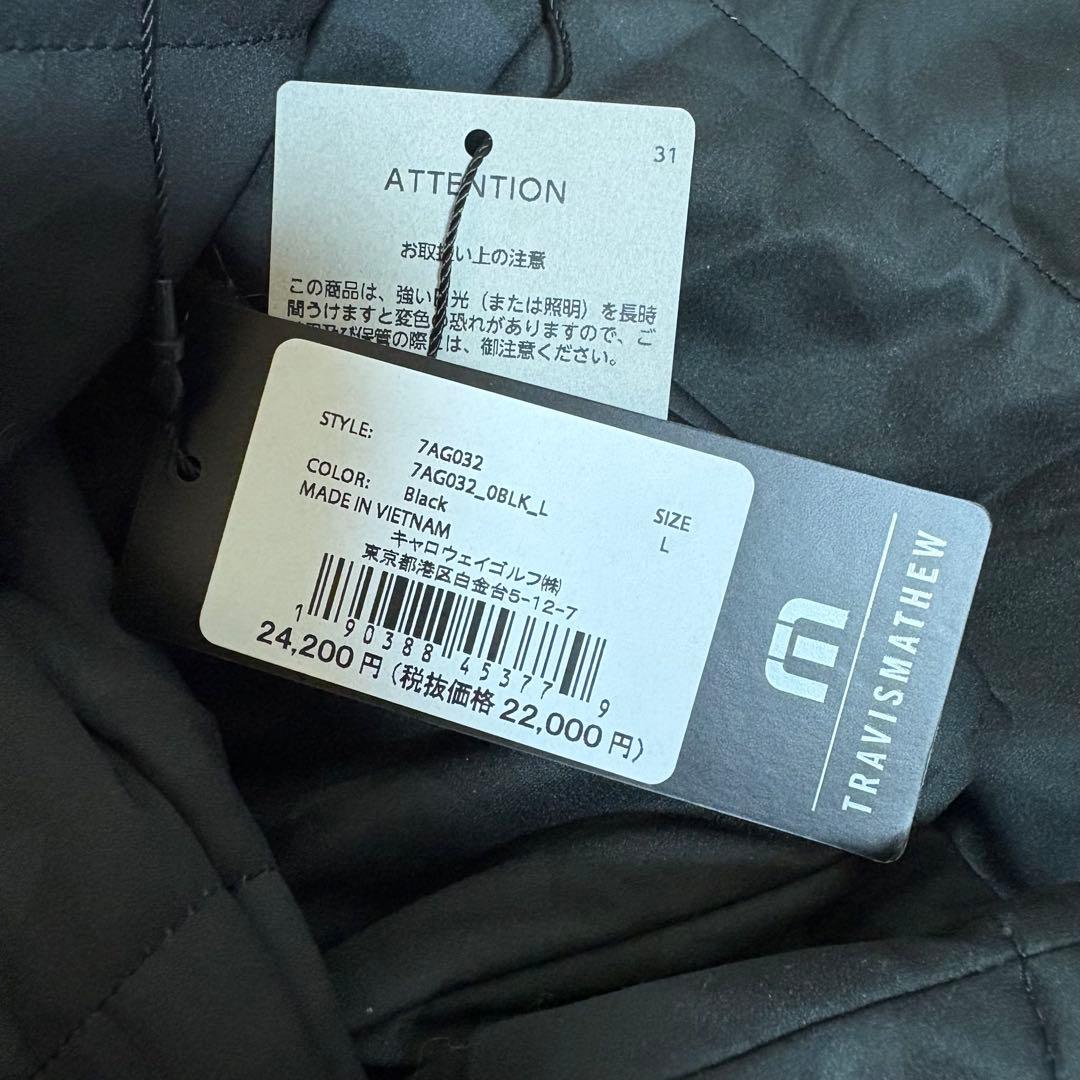 31
ATTENTION
お取扱い上の注意
この商品は、強い日光（または照明）を長時
間うけますと変色の恐れがありますので、ご
及び保管の際には、御注意ください。
STYLE: 7AG032
7AG032_0BLK_L
COLOR: Black
MADE IN VIETNAM
SIZE
L
キャロウェイゴルフ㈱
東京都港区白金台5-12-7
1 90388 45377 9
24,200円（税抜価格 22,000円）
TRAVISMATHEW